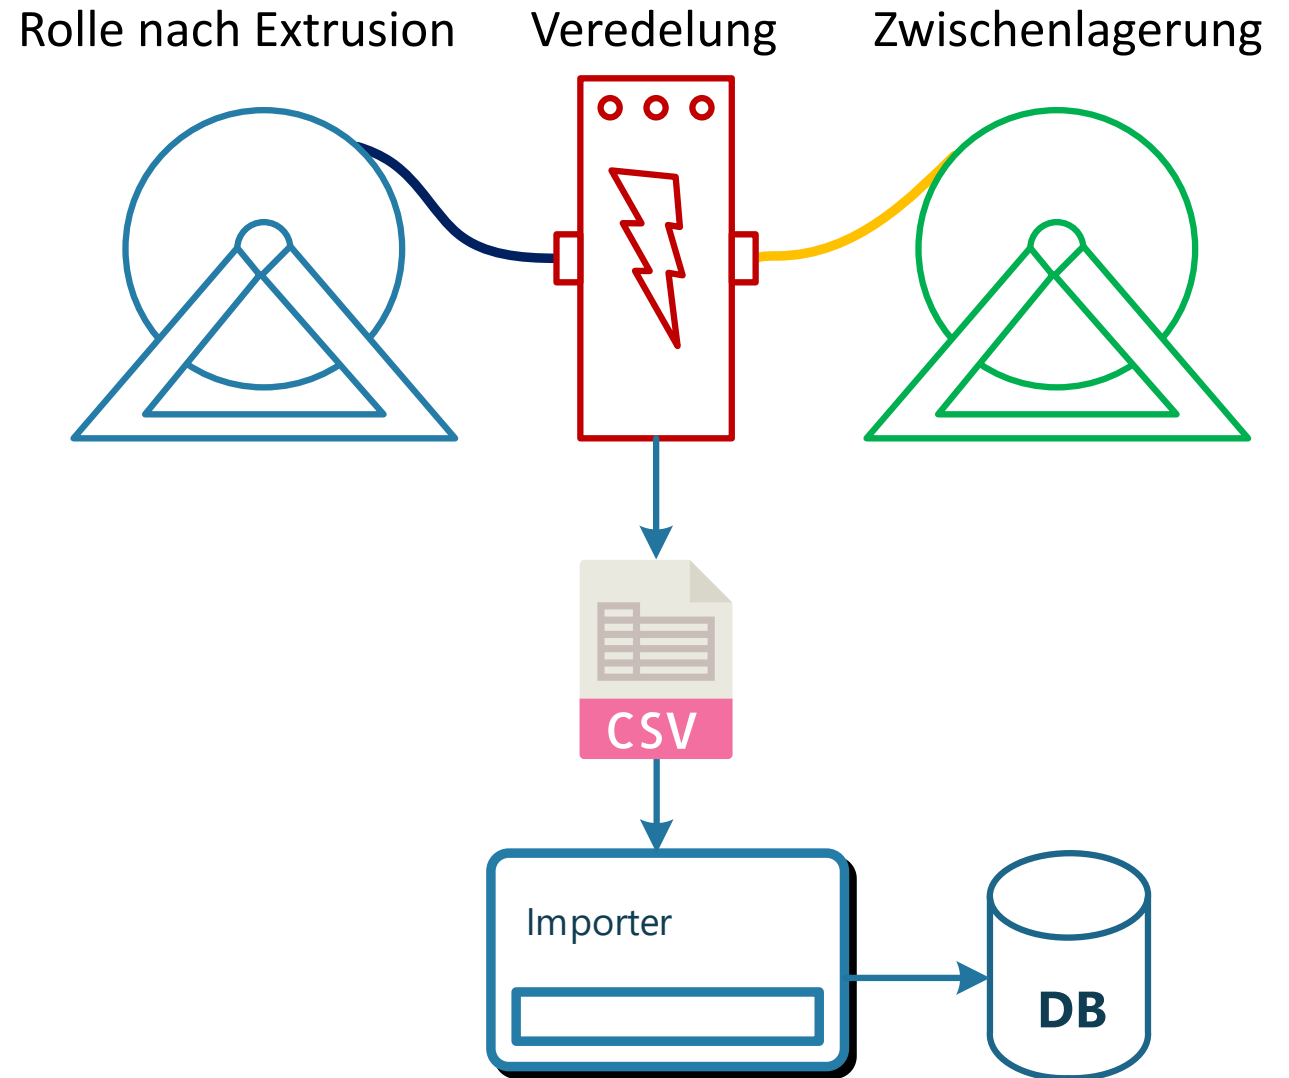 Rolle nach Extrusion
Veredelung
Zwischenlagerung
CSV
Importer
DB